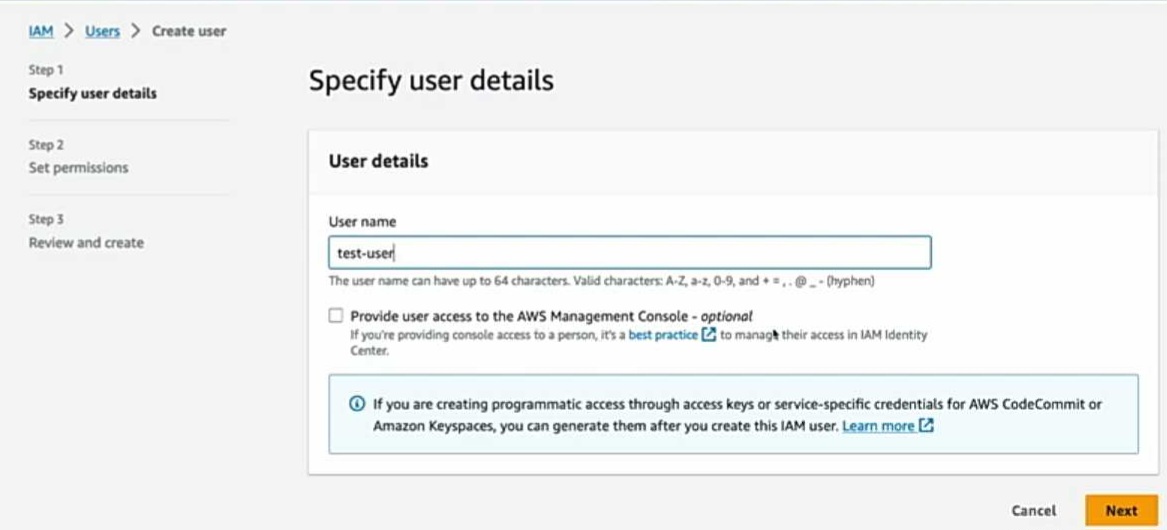 IAM > Users > Create user
Step 1
Specify user details
Step 2
Set permissions
Step 3
Review and create
Specify user details
User details
User name
test-user
The user name can have up to 64 characters. Valid characters: A-Z, a-z, 0-9, and + = , . @ _ - (hyphen)
Provide user access to the AWS Management Console - optional
If you're providing console access to a person, it's a best practice to manage their access in IAM Identity
Center.
If you are creating programmatic access through access keys or service-specific credentials for AWS CodeCommit or
Amazon Keyspaces, you can generate them after you create this IAM user. Learn more
Cancel Next